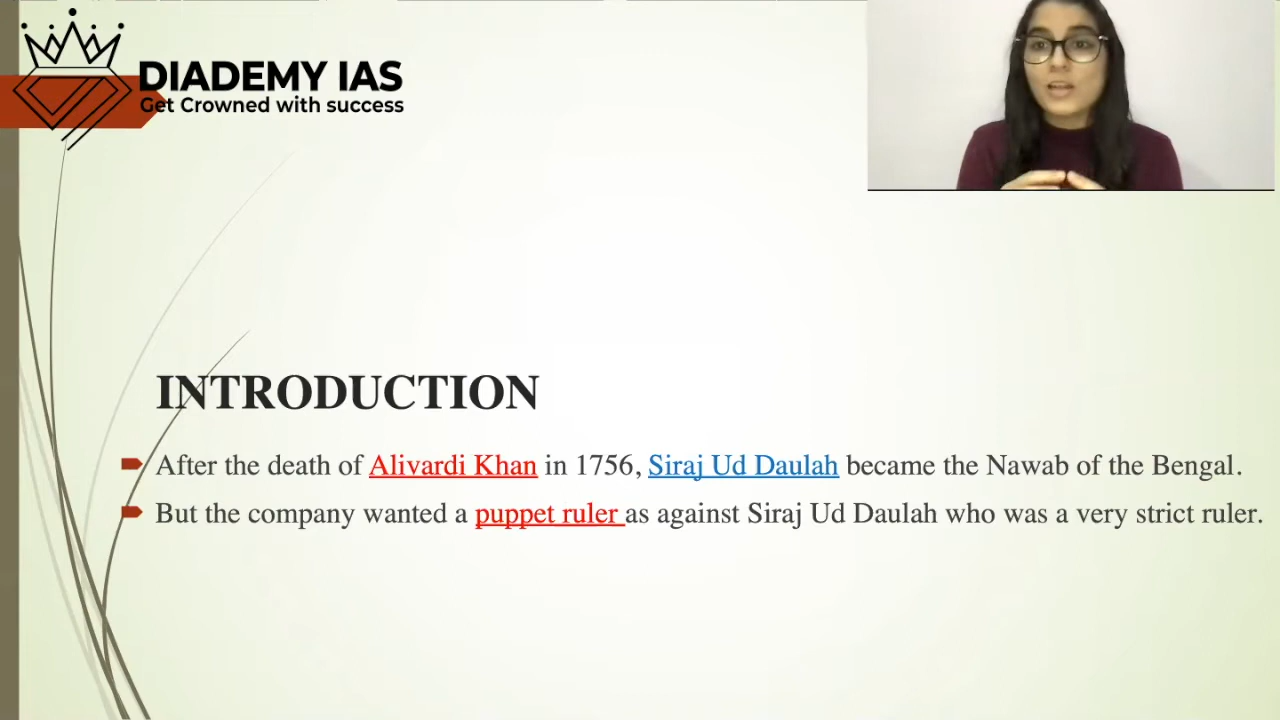 DIADEMY IAS
Get Crowned with success
INTRODUCTION
After the death of Alivardi Khan in 1756, Siraj Ud Daulah became the Nawab of the Bengal.
But the company wanted a puppet ruler as against Siraj Ud Daulah who was a very strict ruler.